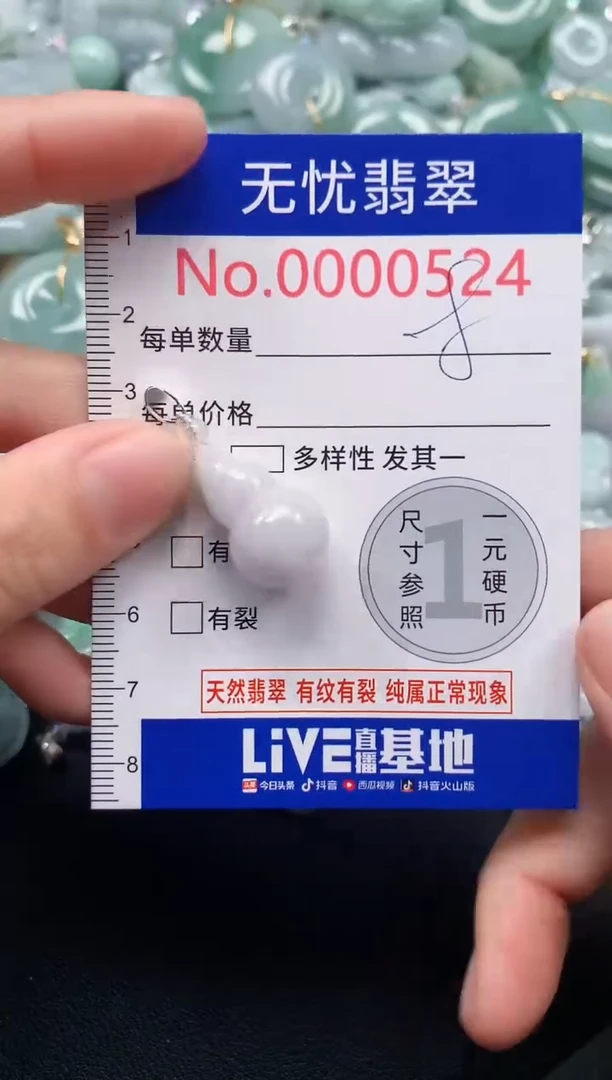 无忧翡翠
No.0000524
1
2
每单数量
3
每单价格
多样性 发其一
尺寸参照
1
一元硬币
有
6
有裂
7
天然翡翠 有纹有裂 纯属正常现象
LiVE直播基地
8
头条 今日头条 抖音 西瓜视频 抖音火山版